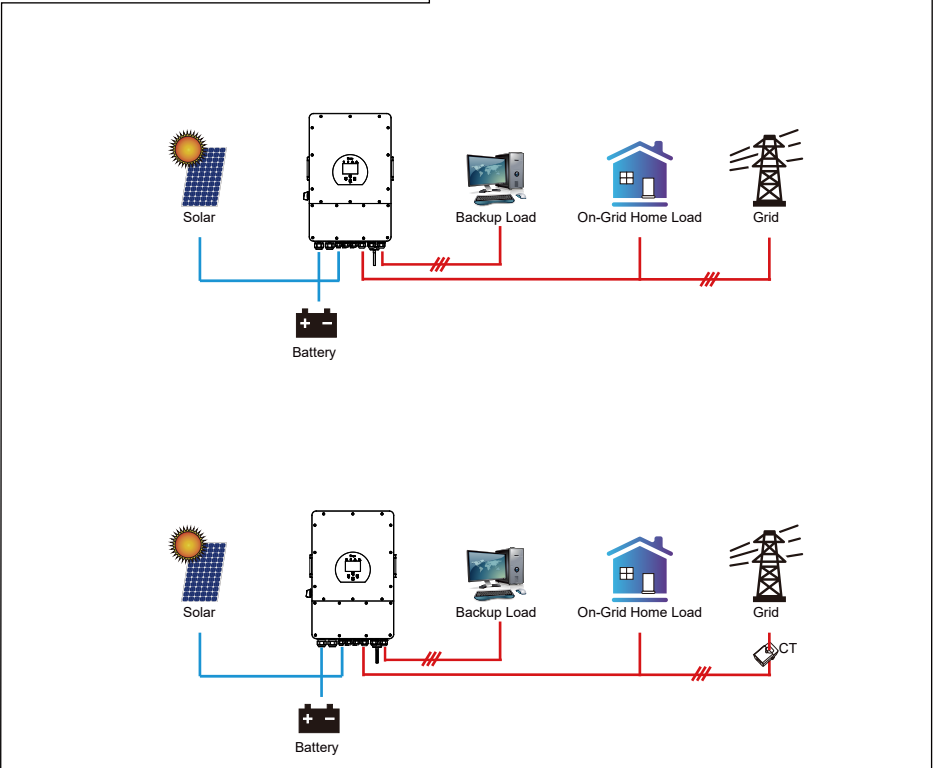 Solar
Backup Load
On-Grid Home Load
Grid
Battery
Solar
Backup Load
On-Grid Home Load
Grid
CT
Battery